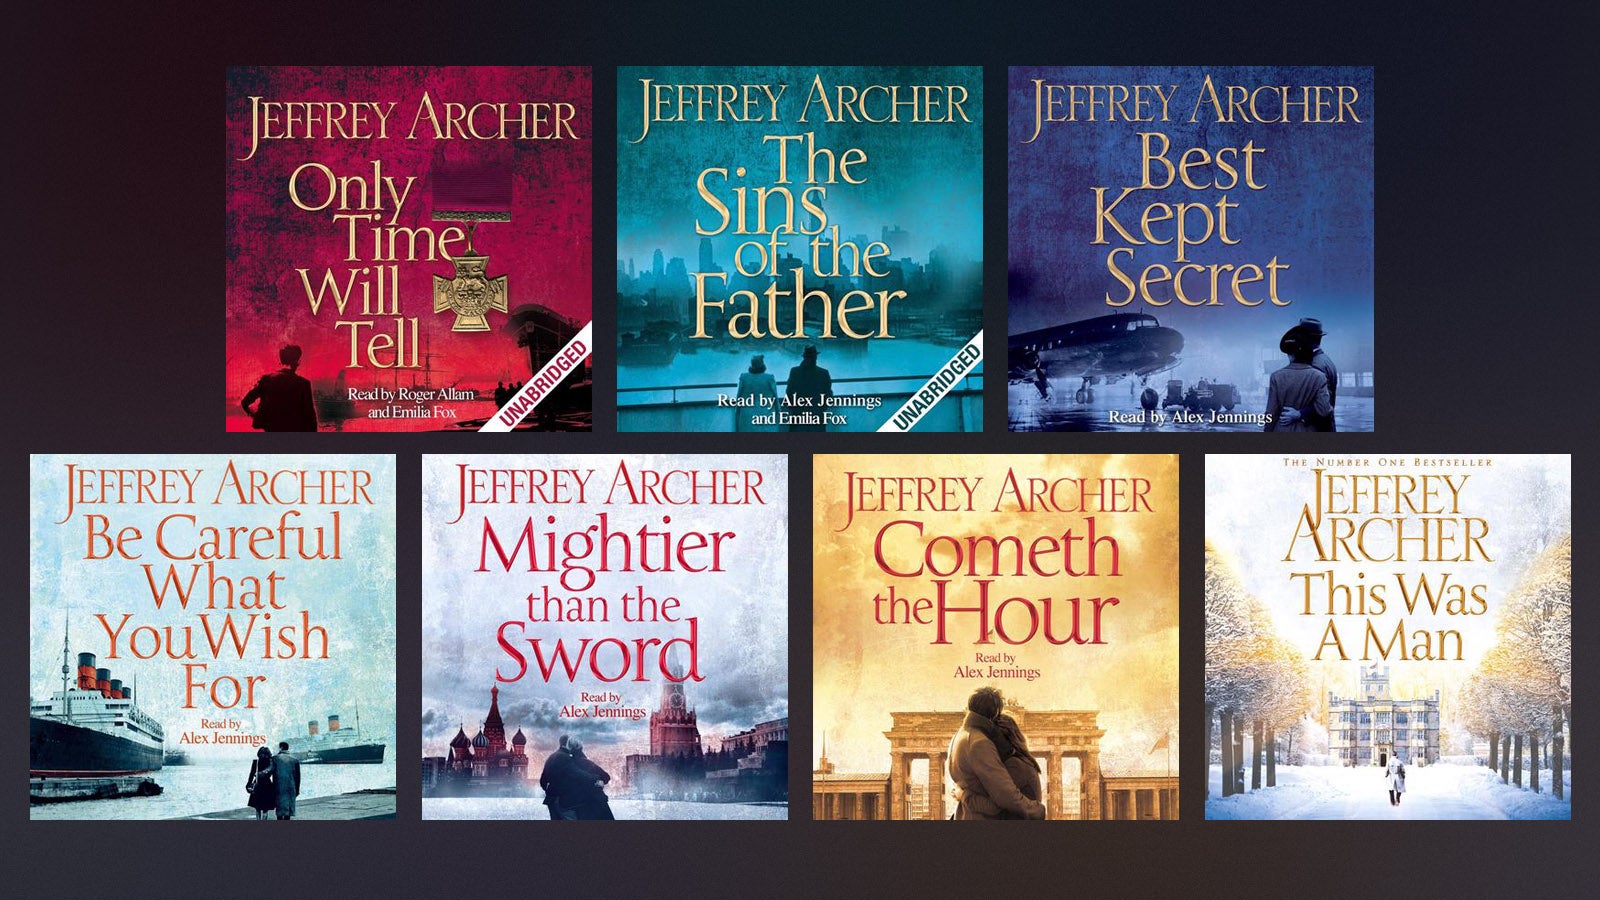 JEFFREY ARCHER
Only
Time
Will
Tell
Read by Roger Allam
and Emilia Fox
UNABRIDGED
JEFFREY ARCHER
The
Sins
of the
Father
Read by Alex Jennings
and Emilia Fox
UNABRIDGED
JEFFREY ARCHER
Best
Kept
Secret
Read by Alex Jennings
JEFFREY ARCHER
Be Careful
What
You Wish
For
Read by
Alex Jennings
JEFFREY ARCHER
Mightier
than the
Sword
Read by
Alex Jennings
JEFFREY ARCHER
Cometh
the Hour
Read by
Alex Jennings
THE NUMBER ONE BESTSELLER
JEFFREY
ARCHER
This Was
A Man